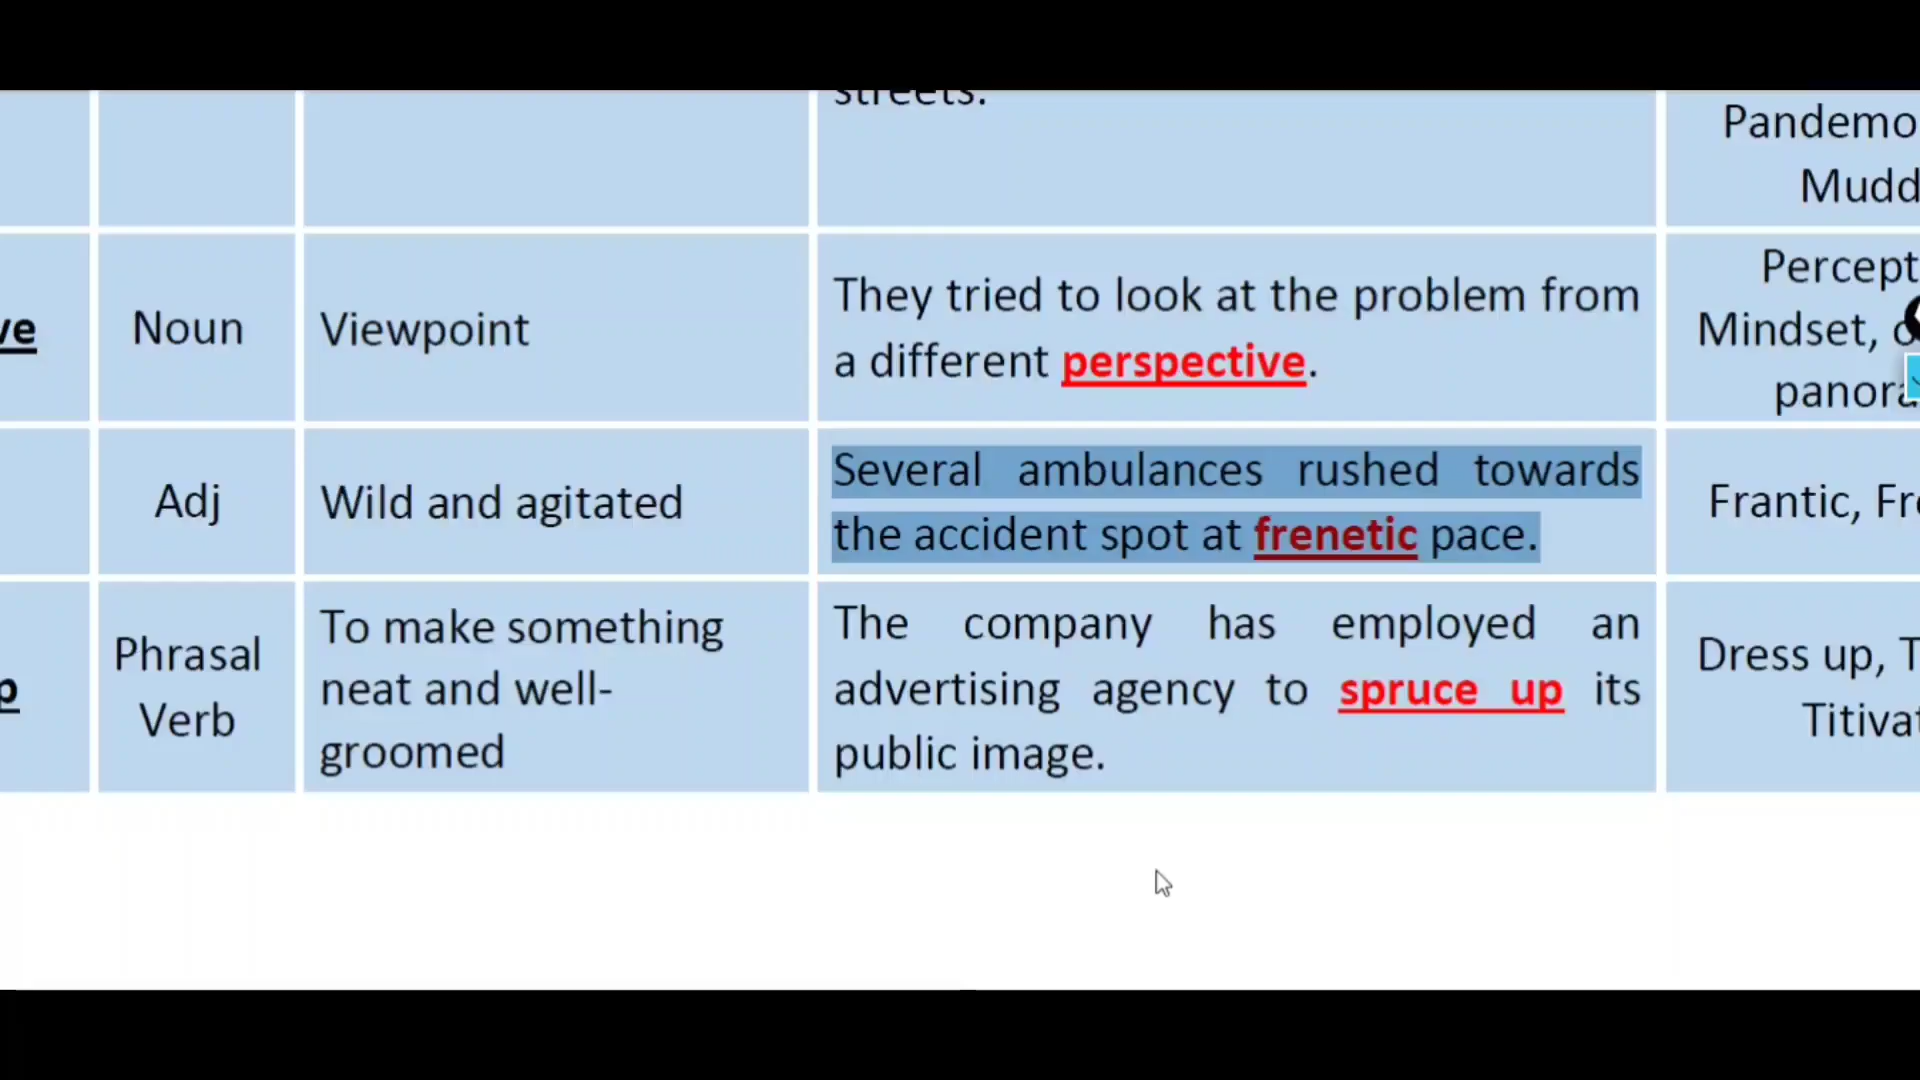 streets.
Pandemo
Mudd
ve
Noun
Viewpoint
They tried to look at the problem from
a different perspective.
Percept
Mindset, o
panora
Adj
Wild and agitated
Several ambulances rushed towards
the accident spot at frenetic pace.
Frantic, Fre
p
Phrasal
Verb
To make something
neat and well-
groomed
The company has employed an
advertising agency to spruce up its
public image.
Dress up, T
Titivat